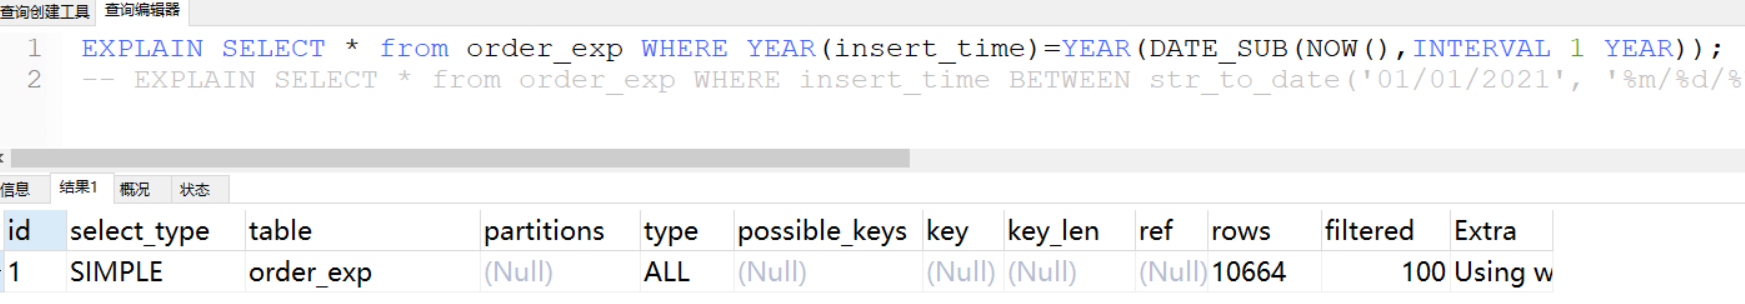 查询创建工具 查询编辑器
1 EXPLAIN SELECT * from order_exp WHERE YEAR(insert_time)=YEAR(DATE_SUB(NOW(),INTERVAL 1 YEAR));
2 -- EXPLAIN SELECT * from order_exp WHERE insert_time BETWEEN str_to_date('01/01/2021', '%m/%d/%
信息 结果1 概况 状态
id select_type table partitions type possible_keys key key_len ref rows filtered Extra
1 SIMPLE order_exp (Null) ALL (Null) (Null) (Null) (Null) 10664 100 Using w